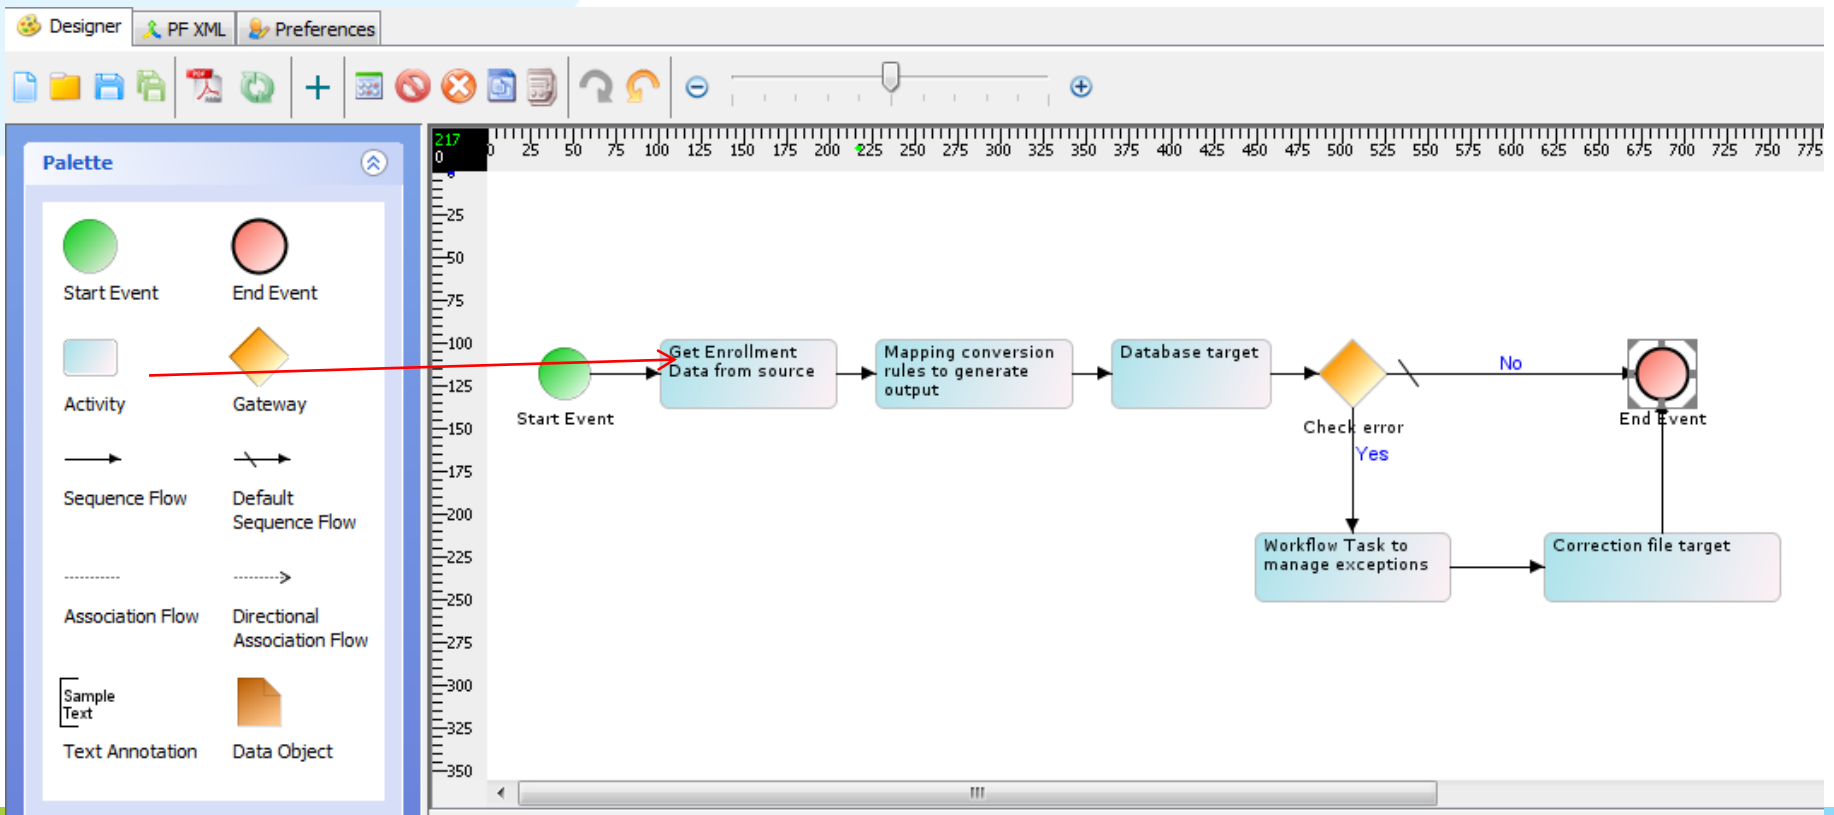 Designer
PF XML
Preferences
PDF
217
0
0 25 50 75 100 125 150 175 200 225 250 275 300 325 350 375 400 425 450 475 500 525 550 575 600 625 650 675 700 725 750 775
Palette
Start Event
End Event
Activity
Gateway
Sequence Flow
Default
Sequence Flow
Association Flow
Directional
Association Flow
Sample
Text
Text Annotation
Data Object
25
50
75
100
125
150
175
200
225
250
275
300
325
350
Start Event
Get Enrollment
Data from source
Mapping conversion
rules to generate
output
Database target
Check error
No
Yes
End Event
Workflow Task to
manage exceptions
Correction file target